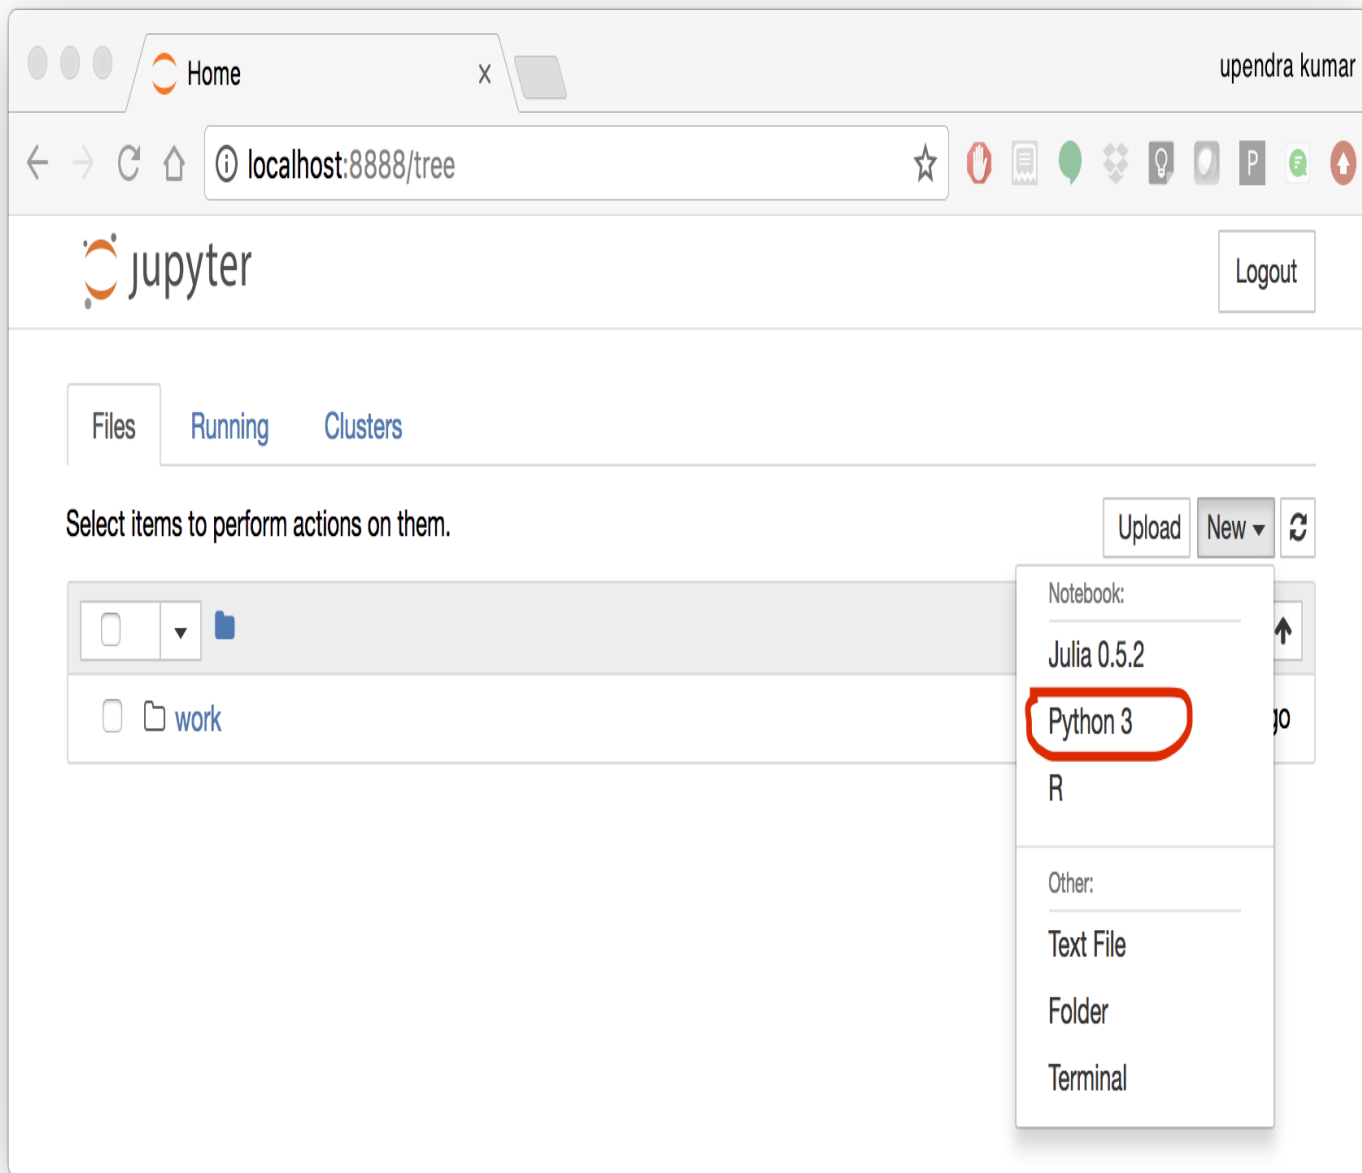 Home
upendra kumar
localhost:8888/tree
P
jupyter
Logout
Files Running Clusters
Select items to perform actions on them.
Upload New
Notebook:
Julia 0.5.2
work
Python 3
go
R
Other:
Text File
Folder
Terminal